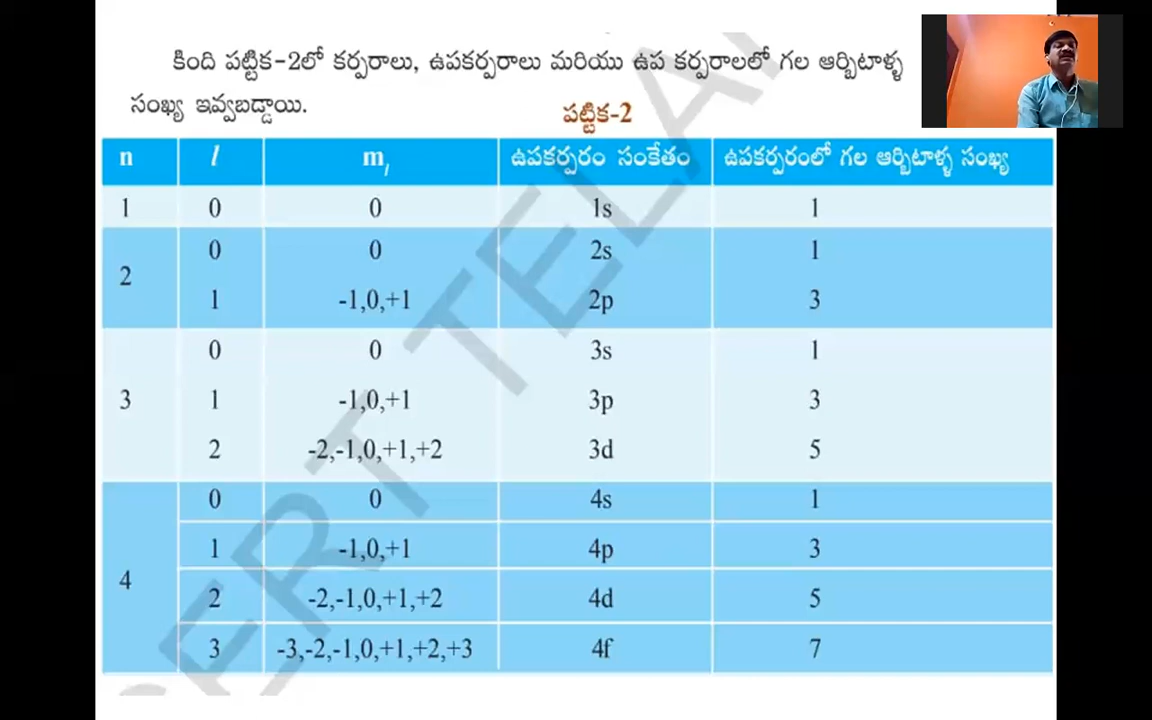 కింది పట్టిక-2లో కర్పరాలు, ఉపకర్పరాలు మరియు ఉప కర్పరాలలో గల ఆర్బిటాళ్ళ
సంఖ్య ఇవ్వబడ్డాయి.
పట్టిక-2
n l m_l ఉపకర్పరం సంకేతం ఉపకర్పరంలో గల ఆర్బిటాళ్ళ సంఖ్య
1 0 0 1s 1
2 0 0 2s 1
1 -1,0,+1 2p 3
3 0 0 3s 1
1 -1,0,+1 3p 3
2 -2,-1,0,+1,+2 3d 5
4 0 0 4s 1
1 -1,0,+1 4p 3
2 -2,-1,0,+1,+2 4d 5
3 -3,-2,-1,0,+1,+2,+3 4f 7